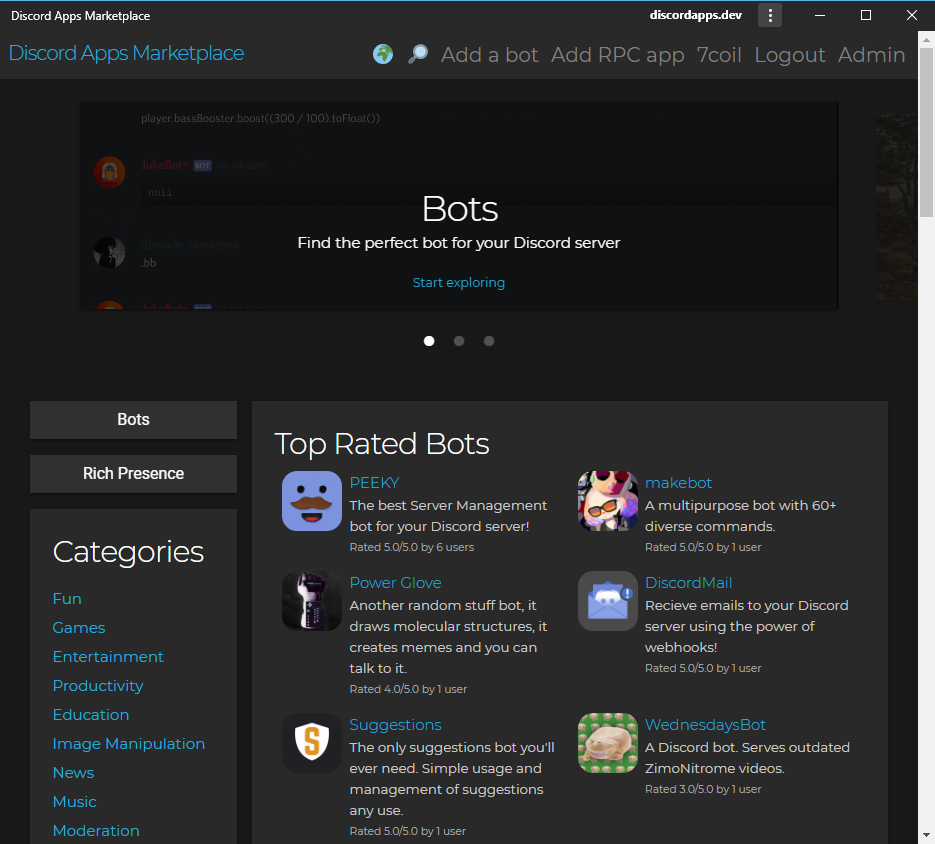 Discord Apps Marketplace
discordapps.dev
Discord Apps Marketplace
Add a bot Add RPC app 7coil Logout Admin
player.bassBooster.boost((300 / 100).toFloat())
JukeBot+ BOT 04/04/2019
null
Bots
Find the perfect bot for your Discord server
devoxin 04/04/2019
.bb
Start exploring
JukeBot+ BOT
Bots
Rich Presence
Categories
Fun
Games
Entertainment
Productivity
Education
Image Manipulation
News
Music
Moderation
Top Rated Bots
PEEKY
The best Server Management
bot for your Discord server!
Rated 5.0/5.0 by 6 users
makebot
A multipurpose bot with 60+
diverse commands.
Rated 5.0/5.0 by 1 user
Power Glove
Another random stuff bot, it
draws molecular structures, it
creates memes and you can
talk to it.
Rated 4.0/5.0 by 1 user
DiscordMail
Recieve emails to your Discord
server using the power of
webhooks!
Rated 5.0/5.0 by 1 user
Suggestions
The only suggestions bot you'll
ever need. Simple usage and
management of suggestions
any use.
Rated 5.0/5.0 by 1 user
WednesdaysBot
A Discord bot. Serves outdated
ZimoNitrome videos.
Rated 3.0/5.0 by 1 user